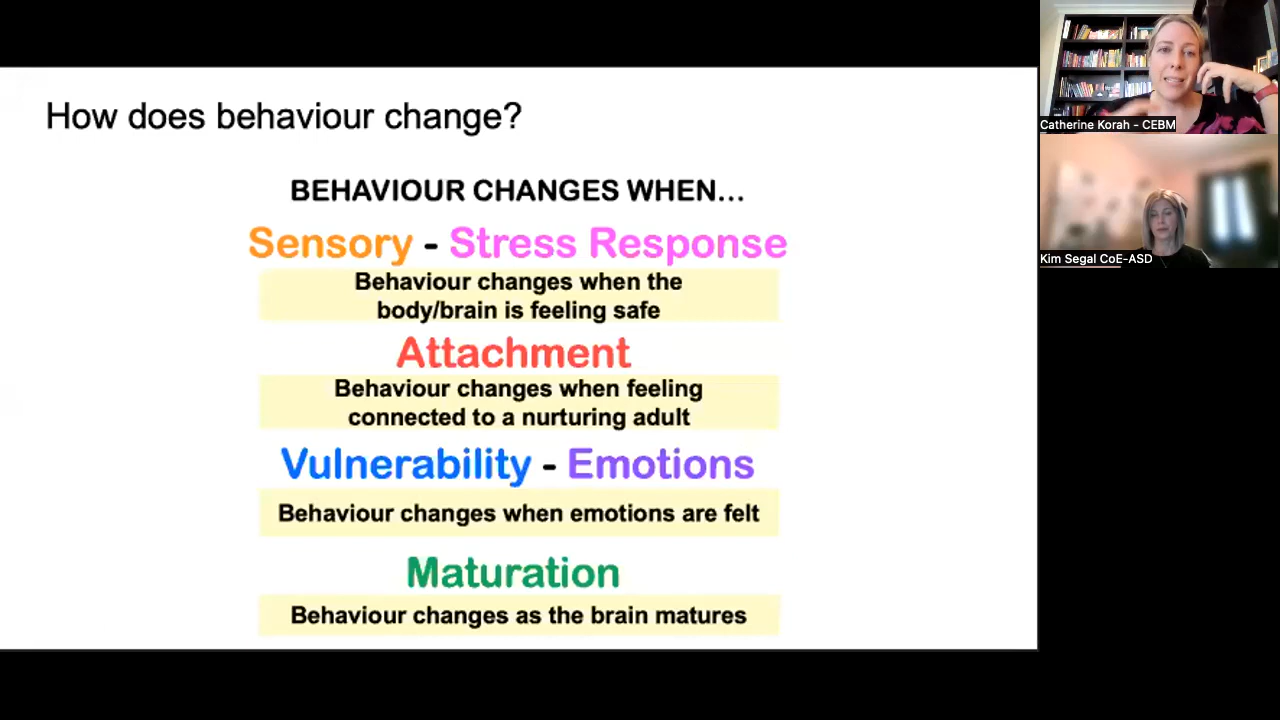 How does behaviour change?
BEHAVIOUR CHANGES WHEN...
Sensory - Stress Response
Behaviour changes when the
body/brain is feeling safe
Attachment
Behaviour changes when feeling
connected to a nurturing adult
Vulnerability - Emotions
Behaviour changes when emotions are felt
Maturation
Behaviour changes as the brain matures
Catherine Korah - CEBM
Kim Segal CoE-ASD